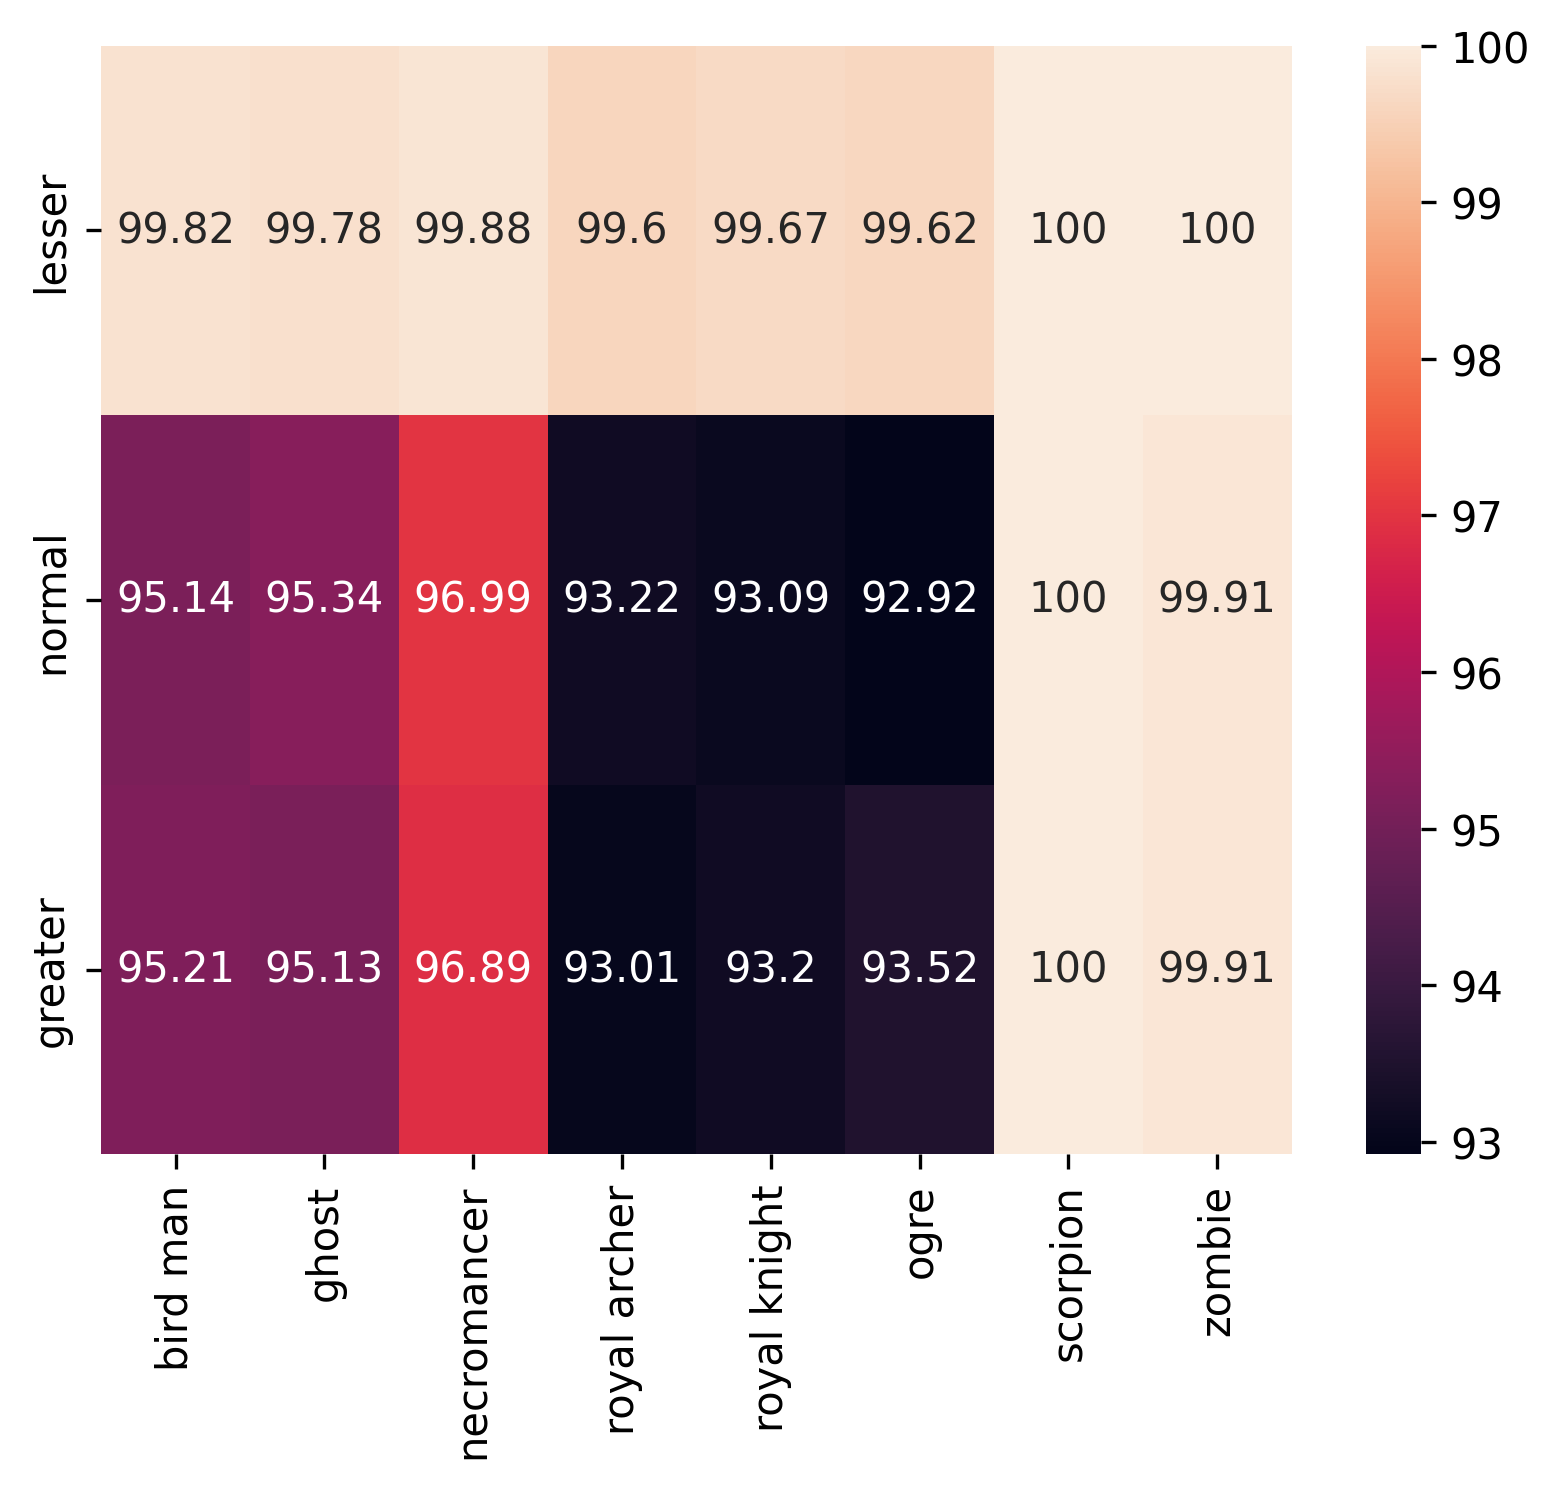 100
99
98
97
96
95
94
93
lesser
99.82 99.78 99.88 99.6 99.67 99.62 100 100
normal
95.14 95.34 96.99 93.22 93.09 92.92 100 99.91
greater
95.21 95.13 96.89 93.01 93.2 93.52 100 99.91
bird man
ghost
necromancer
royal archer
royal knight
ogre
scorpion
zombie